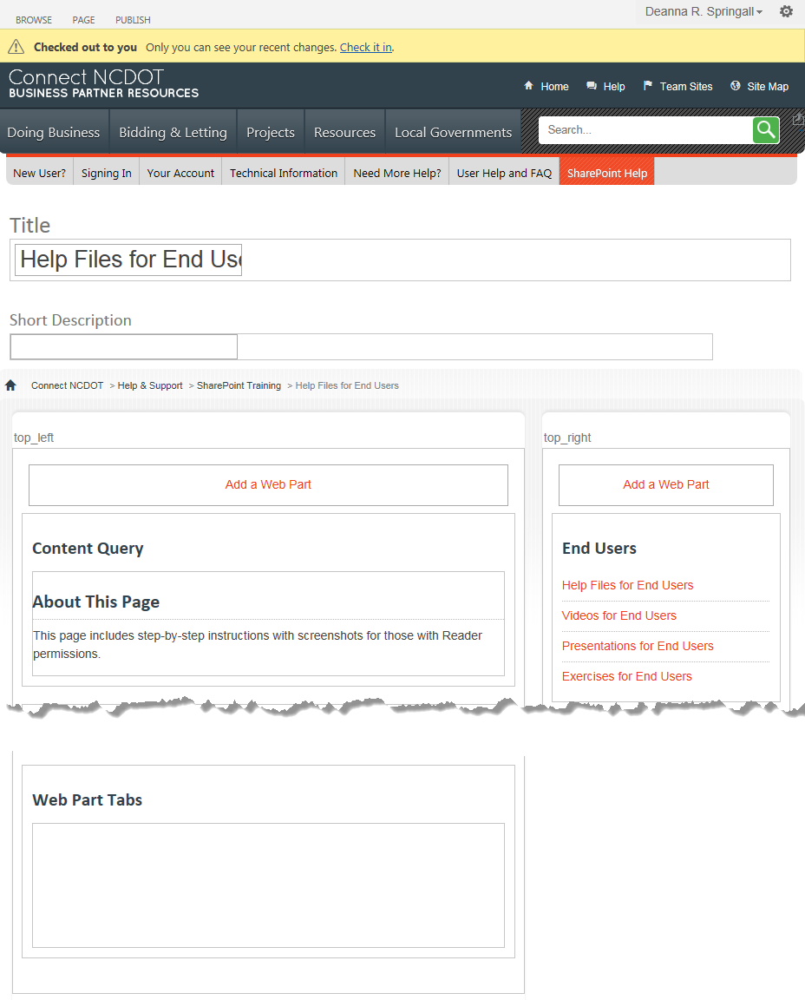 BROWSE PAGE PUBLISH Deanna R. Springall
Checked out to you Only you can see your recent changes. Check it in.
Connect NCDOT
BUSINESS PARTNER RESOURCES
Home Help Team Sites Site Map
Doing Business Bidding & Letting Projects Resources Local Governments Search...
New User? Signing In Your Account Technical Information Need More Help? User Help and FAQ SharePoint Help
Title
Help Files for End Use
Short Description
Connect NCDOT > Help & Support > SharePoint Training > Help Files for End Users
top_left
Add a Web Part
Content Query
About This Page
This page includes step-by-step instructions with screenshots for those with Reader
permissions.
top_right
Add a Web Part
End Users
Help Files for End Users
Videos for End Users
Presentations for End Users
Exercises for End Users
Web Part Tabs